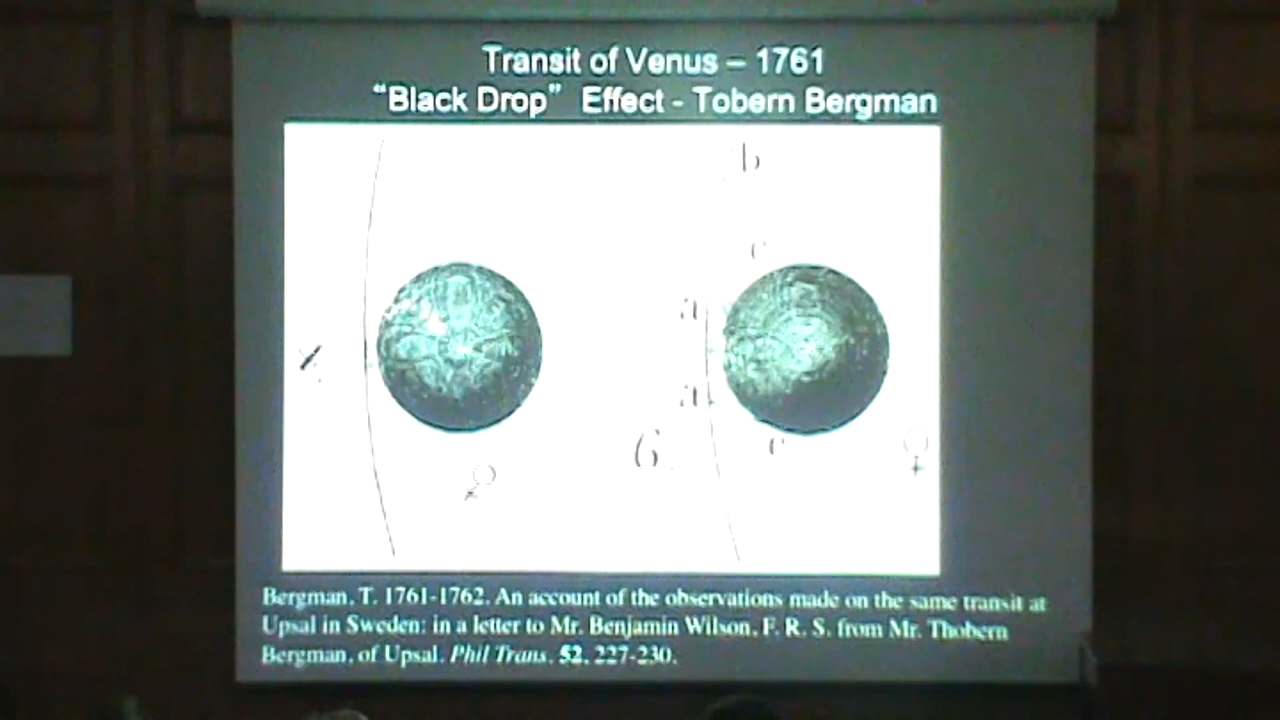 Transit of Venus – 1761
“Black Drop” Effect - Tobern Bergman
b
c
a
a
6
c
♀
♀
Bergman, T. 1761-1762. An account of the observations made on the same transit at
Upsal in Sweden: in a letter to Mr. Benjamin Wilson, F. R. S. from Mr. Thobern
Bergman, of Upsal. Phil Trans. 52, 227-230.